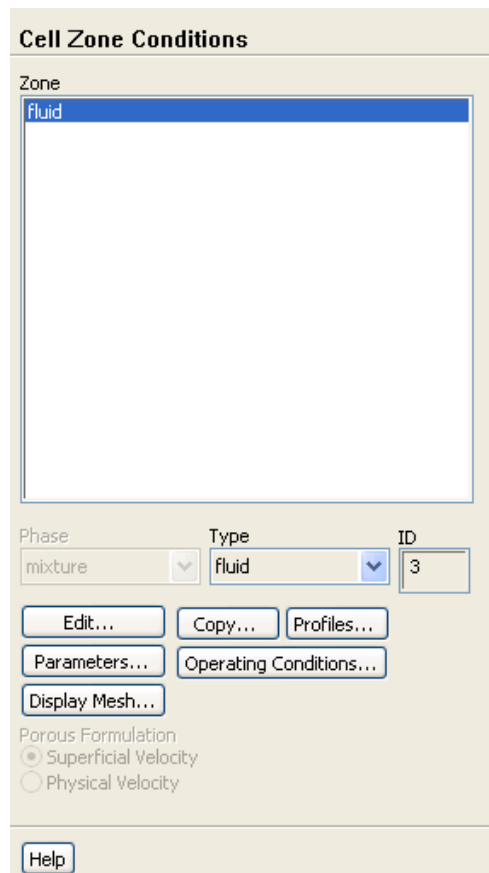 Cell Zone Conditions
Zone
fluid
Phase Type ID
mixture fluid 3
Edit... Copy... Profiles...
Parameters... Operating Conditions...
Display Mesh...
Porous Formulation
Superficial Velocity
Physical Velocity
Help